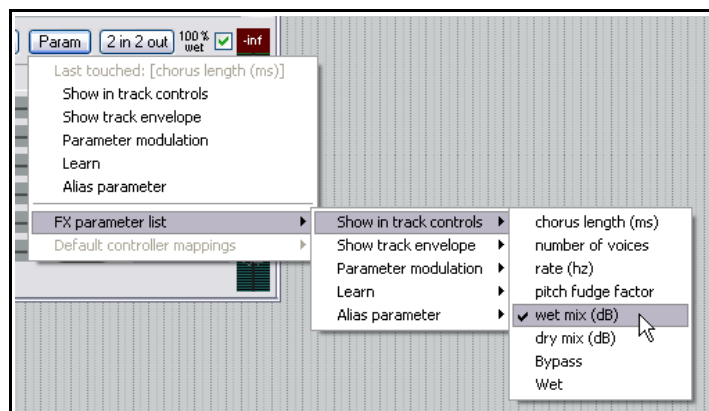 Param 2 in 2 out 100% wet -inf
Last touched: [chorus length (ms)]
Show in track controls
Show track envelope
Parameter modulation
Learn
Alias parameter
FX parameter list
Default controller mappings
Show in track controls
Show track envelope
Parameter modulation
Learn
Alias parameter
chorus length (ms)
number of voices
rate (hz)
pitch fudge factor
wet mix (dB)
dry mix (dB)
Bypass
Wet